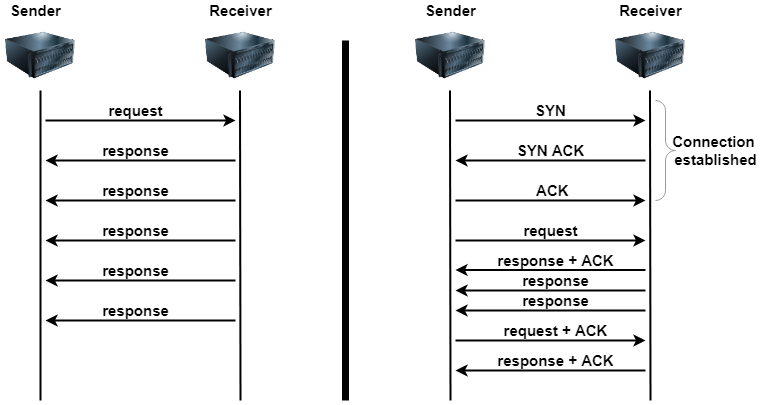 Sender
Receiver
request
response
response
response
response
response
Sender
Receiver
SYN
SYN ACK
ACK
Connection
established
request
response + ACK
response
response
request + ACK
response + ACK